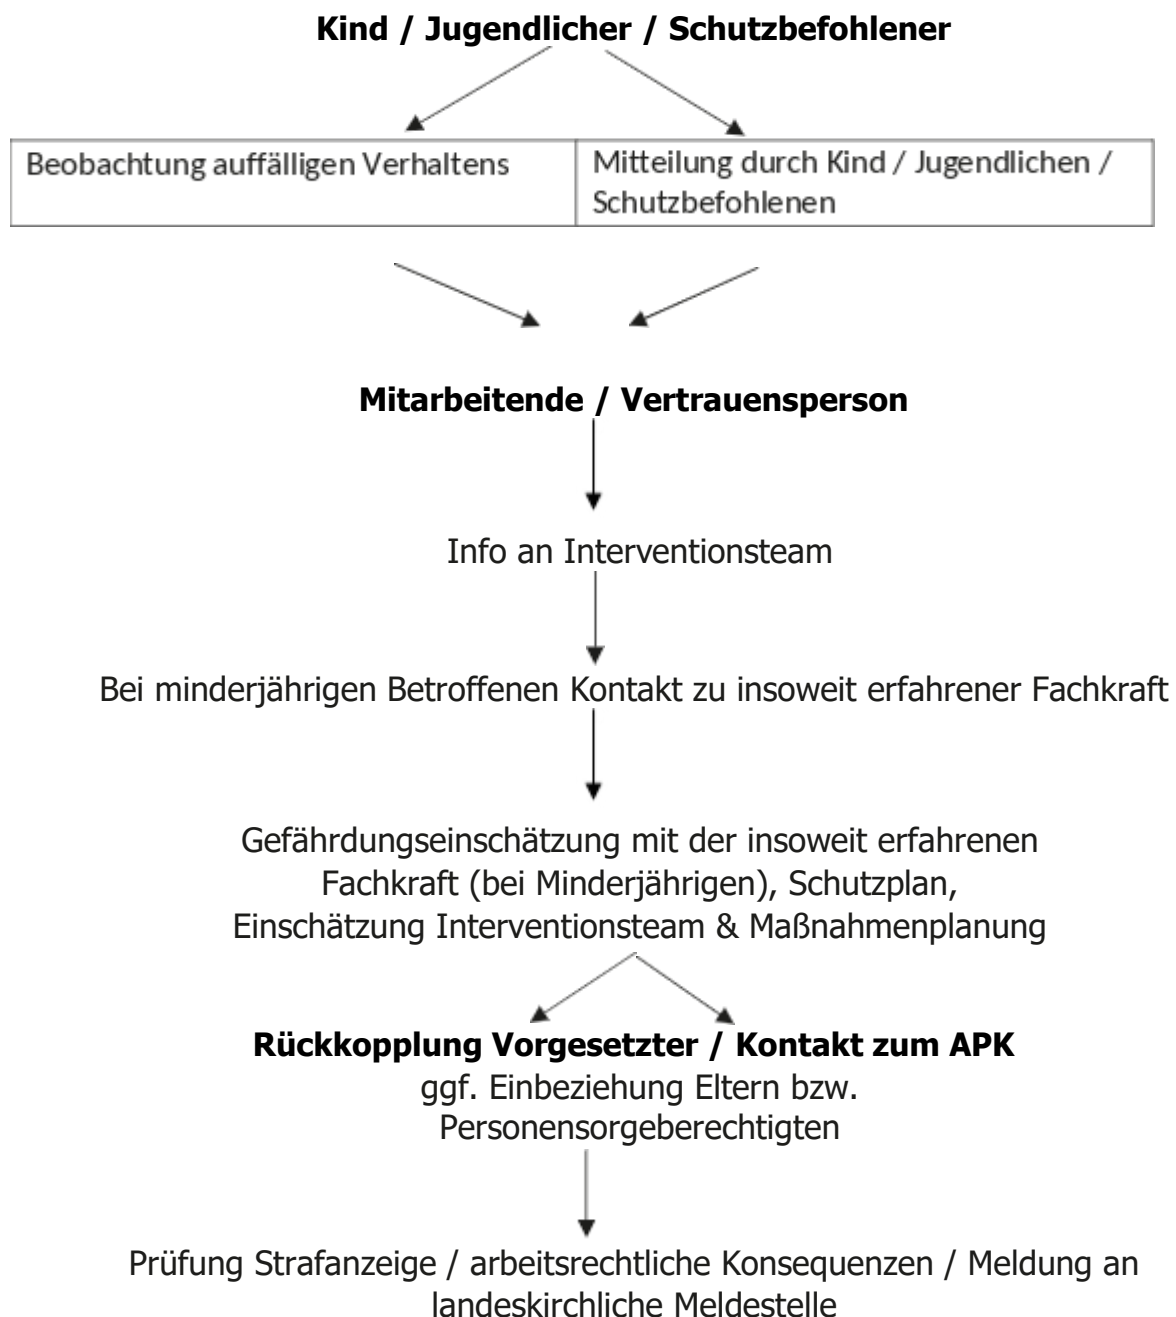 Kind / Jugendlicher / Schutzbefohlener
Beobachtung auffälligen Verhaltens
Mitteilung durch Kind / Jugendlichen /
Schutzbefohlenen
Mitarbeitende / Vertrauensperson
Info an Interventionsteam
Bei minderjährigen Betroffenen Kontakt zu insoweit erfahrener Fachkraft
Gefährdungseinschätzung mit der insoweit erfahrenen
Fachkraft (bei Minderjährigen), Schutzplan,
Einschätzung Interventionsteam & Maßnahmenplanung
Rückkopplung Vorgesetzter / Kontakt zum APK
ggf. Einbeziehung Eltern bzw.
Personensorgeberechtigten
Prüfung Strafanzeige / arbeitsrechtliche Konsequenzen / Meldung an
landeskirchliche Meldestelle